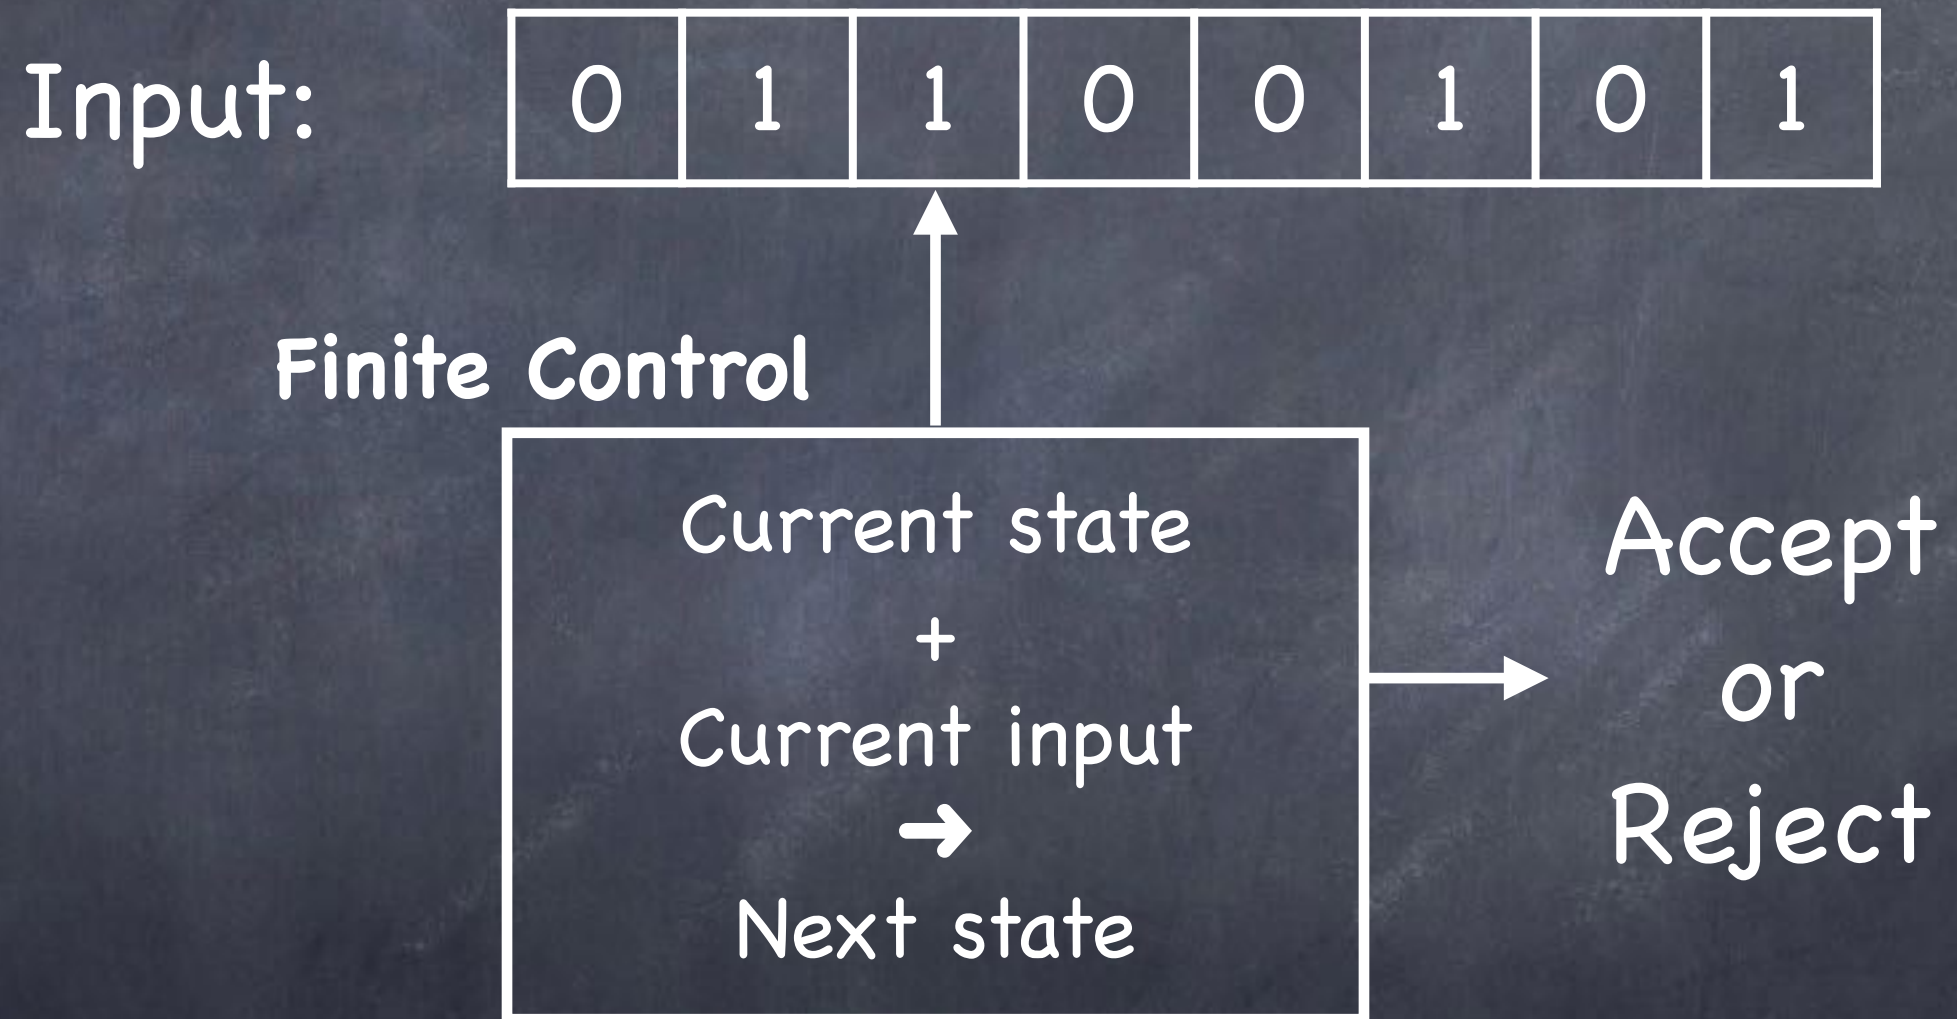 Input: 0 1 1 0 0 1 0 1
Finite Control
Current state
+
Current input
➜
Next state
Accept
or
Reject